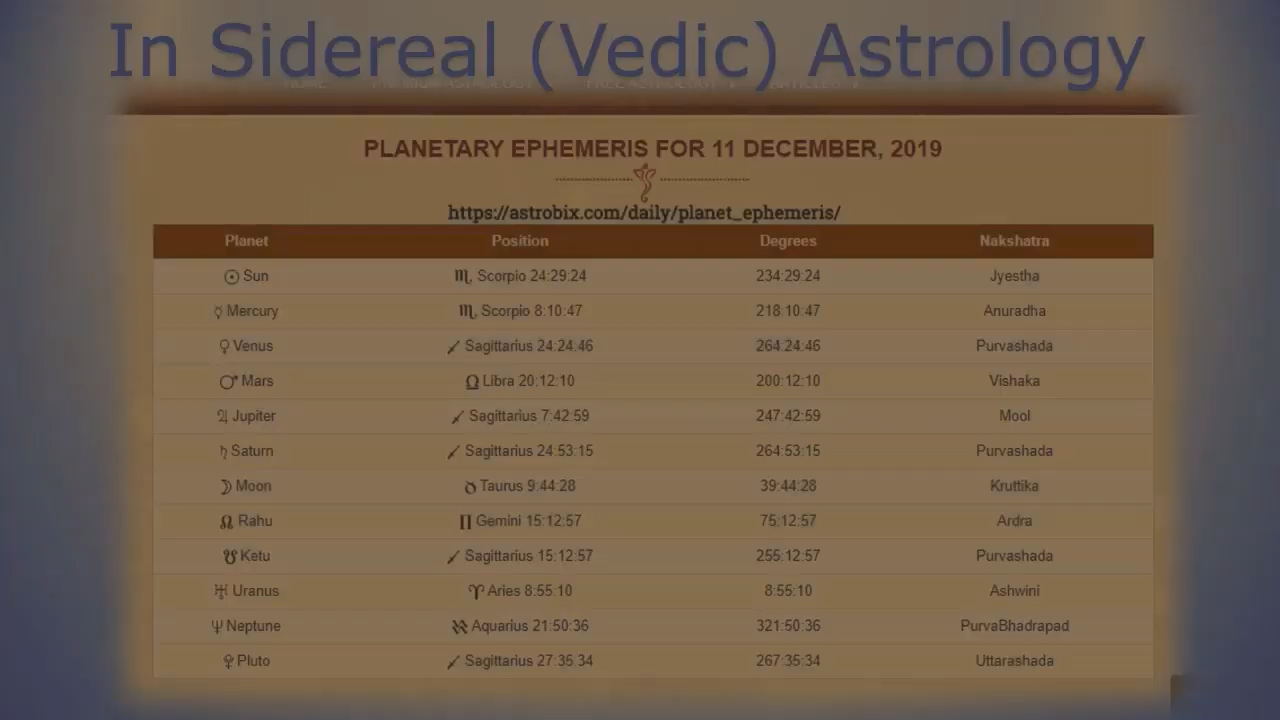 In Sidereal (Vedic) Astrology
PLANETARY EPHEMERIS FOR 11 DECEMBER, 2019
https://astrobix.com/daily/planet_ephemeris/
Planet Position Degrees Nakshatra
☉ Sun ♏ Scorpio 24:29:24 234:29:24 Jyestha
☿ Mercury ♏ Scorpio 8:10:47 218:10:47 Anuradha
♀ Venus ♐ Sagittarius 24:24:46 264:24:46 Purvashada
♂ Mars ♎ Libra 20:12:10 200:12:10 Vishaka
♃ Jupiter ♐ Sagittarius 7:42:59 247:42:59 Mool
♄ Saturn ♐ Sagittarius 24:53:15 264:53:15 Purvashada
☽ Moon ♉ Taurus 9:44:28 39:44:28 Kruttika
☊ Rahu ♊ Gemini 15:12:57 75:12:57 Ardra
☋ Ketu ♐ Sagittarius 15:12:57 255:12:57 Purvashada
♅ Uranus ♈ Aries 8:55:10 8:55:10 Ashwini
♆ Neptune ♒ Aquarius 21:50:36 321:50:36 PurvaBhadrapad
♇ Pluto ♐ Sagittarius 27:35:34 267:35:34 Uttarashada